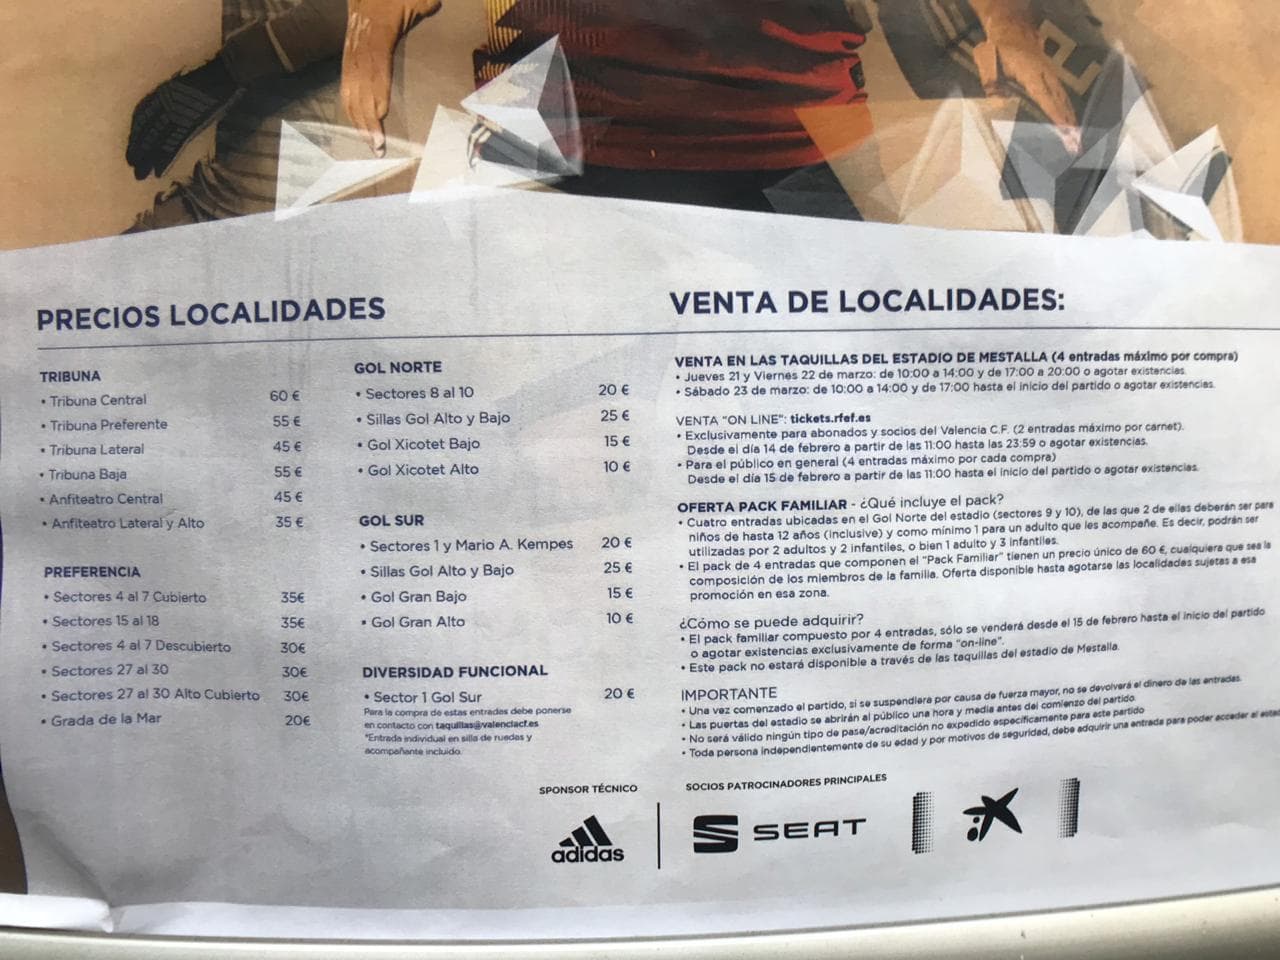 PRECIOS LOCALIDADES
TRIBUNA
• Tribuna Central 60 €
• Tribuna Preferente 55 €
• Tribuna Lateral 45 €
• Tribuna Baja 55 €
• Anfiteatro Central 45 €
• Anfiteatro Lateral y Alto 35 €
PREFERENCIA
• Sectores 4 al 7 Cubierto 35€
• Sectores 15 al 18 35€
• Sectores 4 al 7 Descubierto 30€
• Sectores 27 al 30 30€
• Sectores 27 al 30 Alto Cubierto 30€
• Grada de la Mar 20€
GOL NORTE
• Sectores 8 al 10 20 €
• Sillas Gol Alto y Bajo 25 €
• Gol Xicotet Bajo 15 €
• Gol Xicotet Alto 10 €
GOL SUR
• Sectores 1 y Mario A. Kempes 20 €
• Sillas Gol Alto y Bajo 25 €
• Gol Gran Bajo 15 €
• Gol Gran Alto 10 €
DIVERSIDAD FUNCIONAL
• Sector 1 Gol Sur 20 €
Para la compra de estas entradas debe ponerse
en contacto con taquillas@valenciacf.es
*Entrada individual en silla de ruedas y
acompañante incluido.
VENTA DE LOCALIDADES:
VENTA EN LAS TAQUILLAS DEL ESTADIO DE MESTALLA (4 entradas máximo por compra)
• Jueves 21 y Viernes 22 de marzo: de 10:00 a 14:00 y de 17:00 a 20:00 o agotar existencias.
• Sábado 23 de marzo: de 10:00 a 14:00 y de 17:00 hasta el inicio del partido o agotar existencias.
VENTA "ON LINE": tickets.rfef.es
• Exclusivamente para abonados y socios del Valencia C.F. (2 entradas máximo por carnet).
Desde el día 14 de febrero a partir de las 11:00 hasta las 23:59 o agotar existencias.
• Para el público en general (4 entradas máximo por cada compra)
Desde el día 15 de febrero a partir de las 11:00 hasta el inicio del partido o agotar existencias.
OFERTA PACK FAMILIAR - ¿Qué incluye el pack?
• Cuatro entradas ubicadas en el Gol Norte del estadio (sectores 9 y 10), de las que 2 de ellas deberán ser para
niños de hasta 12 años (inclusive) y como mínimo 1 para un adulto que les acompañe. Es decir, podrán ser
utilizadas por 2 adultos y 2 infantiles, o bien 1 adulto y 3 infantiles.
• El pack de 4 entradas que componen el "Pack Familiar" tienen un precio único de 60 €, cualquiera que sea la
composición de los miembros de la familia. Oferta disponible hasta agotarse las localidades sujetas a esa
promoción en esa zona.
¿Cómo se puede adquirir?
• El pack familiar compuesto por 4 entradas, sólo se venderá desde el 15 de febrero hasta el inicio del partido
o agotar existencias exclusivamente de forma "on-line".
• Este pack no estará disponible a través de las taquillas del estadio de Mestalla.
IMPORTANTE
• Una vez comenzado el partido, si se suspendiera por causa de fuerza mayor, no se devolverá el dinero de las entradas.
• Las puertas del estadio se abrirán al público una hora y media antes del comienzo del partido.
• No será válido ningún tipo de pase/acreditación no expedido específicamente para este partido
• Toda persona independientemente de su edad y por motivos de seguridad, debe adquirir una entrada para poder acceder al
SPONSOR TÉCNICO
adidas
SOCIOS PATROCINADORES PRINCIPALES
SEAT